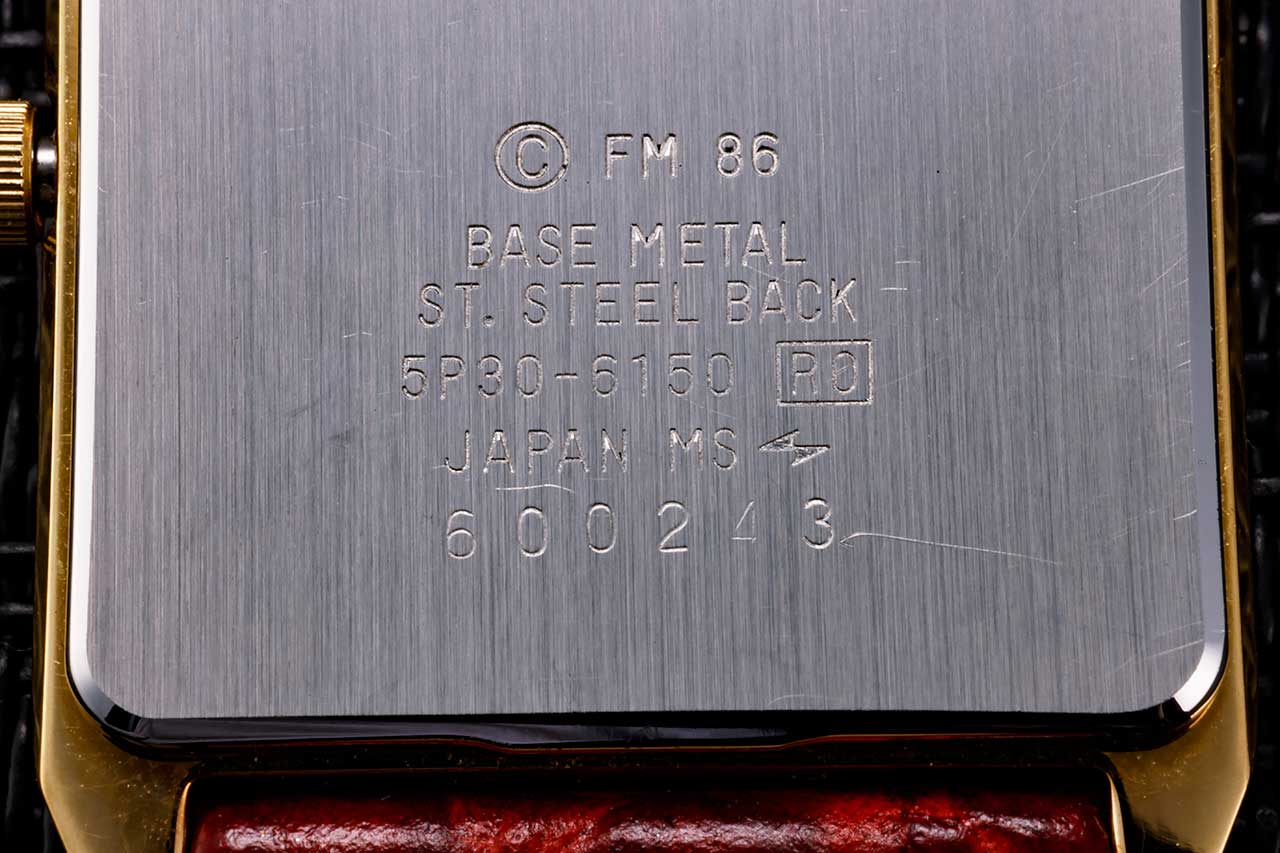 © FM 86
BASE METAL
ST. STEEL BACK
5P30-6150 R0
JAPAN MS
600243